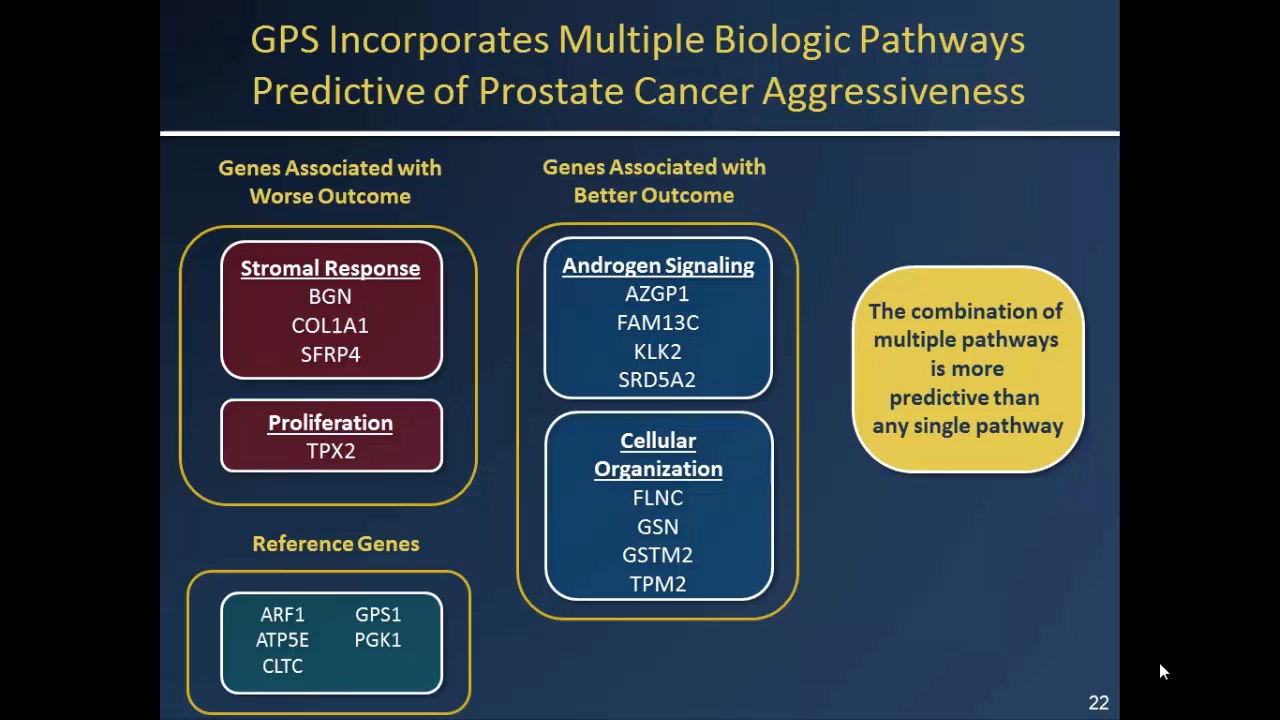 GPS Incorporates Multiple Biologic Pathways
Predictive of Prostate Cancer Aggressiveness
Genes Associated with
Worse Outcome
Stromal Response
BGN
COL1A1
SFRP4
Proliferation
TPX2
Reference Genes
ARF1 GPS1
ATP5E PGK1
CLTC
Genes Associated with
Better Outcome
Androgen Signaling
AZGP1
FAM13C
KLK2
SRD5A2
Cellular
Organization
FLNC
GSN
GSTM2
TPM2
The combination of
multiple pathways
is more
predictive than
any single pathway
22